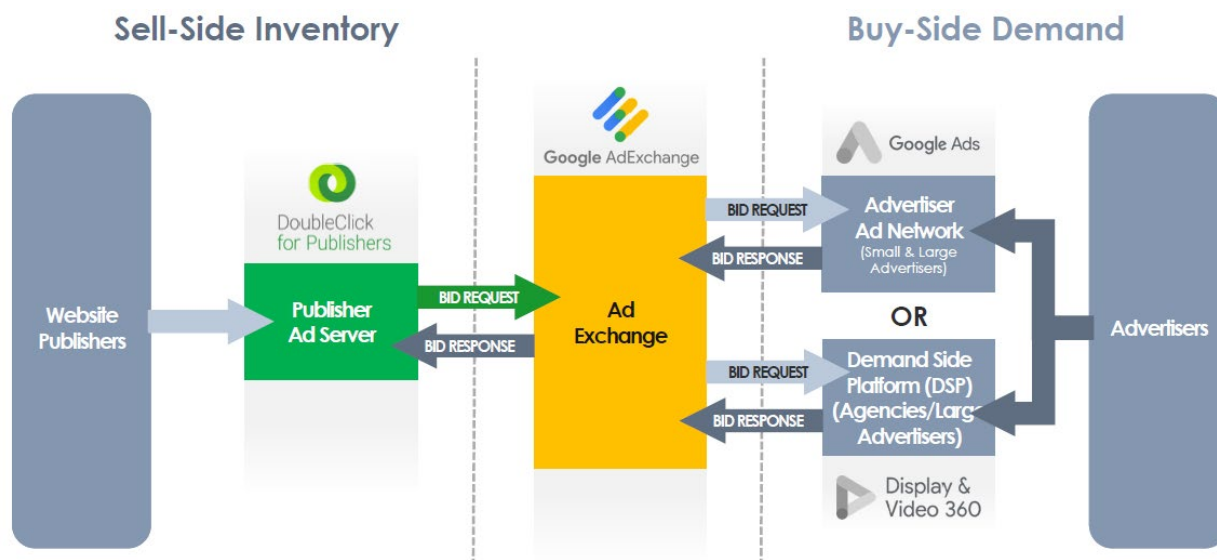 Sell-Side Inventory
Buy-Side Demand
Website
Publishers
DoubleClick
for Publishers
Publisher
Ad Server
BID REQUEST
BID RESPONSE
Google AdExchange
Ad
Exchange
BID REQUEST
BID RESPONSE
BID REQUEST
BID RESPONSE
Google Ads
Advertiser
Ad Network
(Small & Large
Advertisers)
OR
Demand Side
Platform (DSP)
(Agencies/Large
Advertisers)
Display &
Video 360
Advertisers